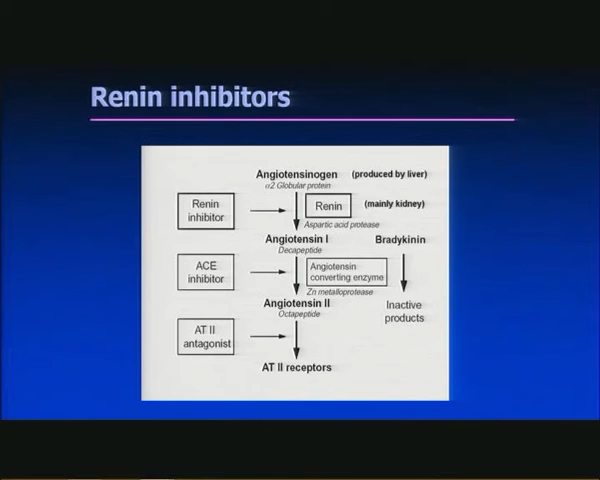 Renin inhibitors
Angiotensinogen (produced by liver)
α2 Globular protein
Renin inhibitor
Renin (mainly kidney)
Aspartic acid protease
Angiotensin I
Decapeptide
Bradykinin
ACE inhibitor
Angiotensin converting enzyme
Zn metalloprotease
Angiotensin II
Octapeptide
Inactive products
AT II antagonist
AT II receptors